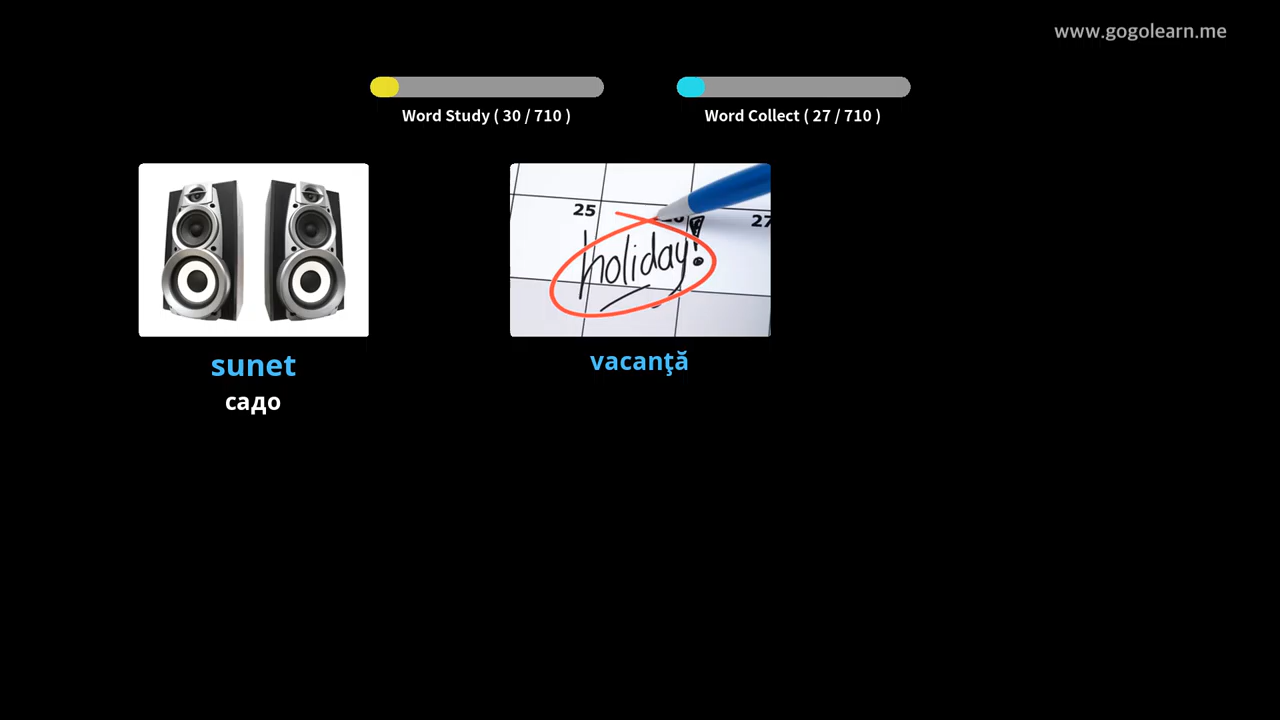 www.gogolearn.me
Word Study ( 30 / 710 )
Word Collect ( 27 / 710 )
25
27
holiday!
sunet
vacanţă
садо